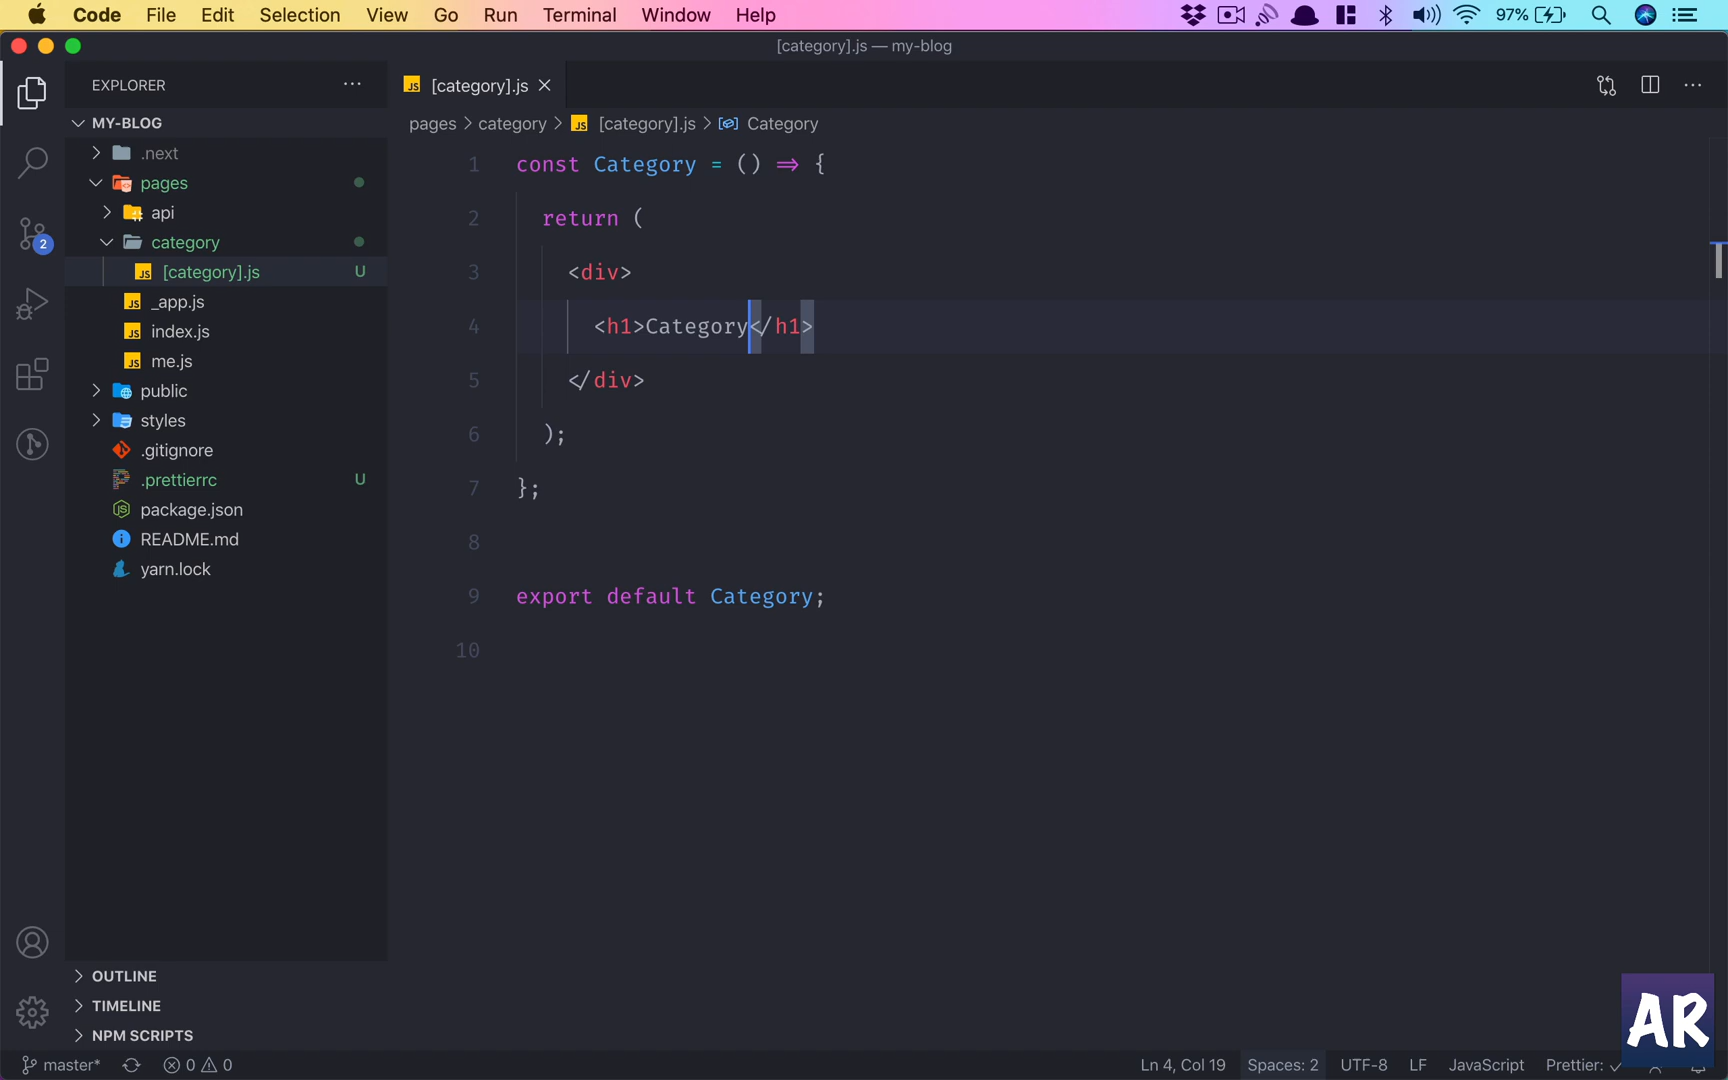 Code File Edit Selection View Go Run Terminal Window Help 97%
[category].js — my-blog
EXPLORER
MY-BLOG
.next
pages
api
category
[category].js U
_app.js
index.js
me.js
public
styles
.gitignore
.prettierrc U
package.json
README.md
yarn.lock
OUTLINE
TIMELINE
NPM SCRIPTS
2
JS [category].js
pages > category > JS [category].js > Category
1 const Category = () => {
2 return (
3 <div>
4 <h1>Category</h1>
5 </div>
6 );
7 };
8
9 export default Category;
10
AR
master* 0 0 Ln 4, Col 19 Spaces: 2 UTF-8 LF JavaScript Prettier: ✓